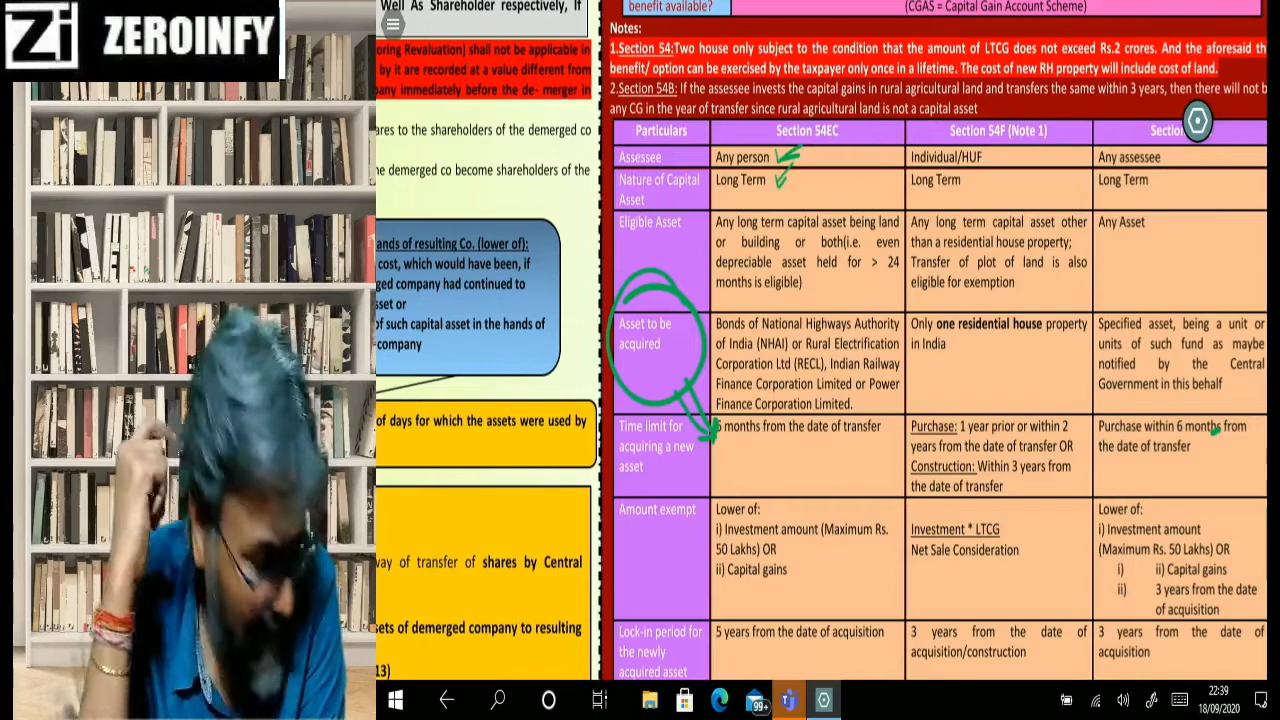 ZEROINFY
Well As Shareholder respectively, If
oring Revaluation) shall not be applicable in
by it are recorded at a value different from
any immediately before the de- merger in
ares to the shareholders of the demerged co
he demerged co become shareholders of the
ands of resulting Co. (lower of):
cost, which would have been, if
ged company had continued to
sset or
of such capital asset in the hands of
company
of days for which the assets were used by
way of transfer of shares by Central
sets of demerged company to resulting
13)
benefit available?
(CGAS = Capital Gain Account Scheme)
Notes:
1.Section 54:Two house only subject to the condition that the amount of LTCG does not exceed Rs.2 crores. And the aforesaid th
benefit/ option can be exercised by the taxpayer only once in a lifetime. The cost of new RH property will include cost of land.
2.Section 54B: If the assessee invests the capital gains in rural agricultural land and transfers the same within 3 years, then there will not b
any CG in the year of transfer since rural agricultural land is not a capital asset
Particulars
Section 54EC
Section 54F (Note 1)
Assessee
Any person
Individual/HUF
Any assessee
Nature of Capital
Asset
Long Term
Long Term
Long Term
Eligible Asset
Any long term capital asset being land
or building or both(i.e. even
depreciable asset held for > 24
months is eligible)
Any long term capital asset other
than a residential house property;
Transfer of plot of land is also
eligible for exemption
Any Asset
Asset to be
acquired
Bonds of National Highways Authority
of India (NHAI) or Rural Electrification
Corporation Ltd (RECL), Indian Railway
Finance Corporation Limited or Power
Finance Corporation Limited.
Only one residential house property
in India
Specified asset, being a unit or
units of such fund as maybe
notified by the Central
Government in this behalf
Time limit for
acquiring a new
asset
6 months from the date of transfer
Purchase: 1 year prior or within 2
years from the date of transfer OR
Construction: Within 3 years from
the date of transfer
Purchase within 6 months from
the date of transfer
Amount exempt
Lower of:
i) Investment amount (Maximum Rs.
50 Lakhs) OR
ii) Capital gains
Investment * LTCG
Net Sale Consideration
Lower of:
i) Investment amount
(Maximum Rs. 50 Lakhs) OR
i) ii) Capital gains
ii) 3 years from the date
of acquisition
Lock-in period for
the newly
acquired asset
5 years from the date of acquisition
3 years from the date of
acquisition/construction
3 years from the date of
acquisition
99+
22:39
18/09/2020